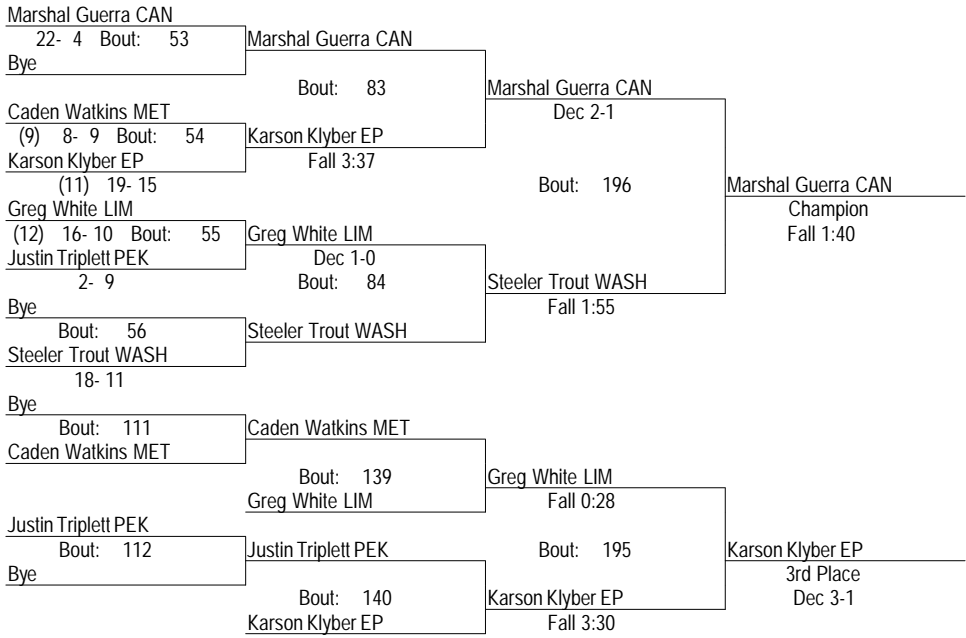 Marshal Guerra CAN
22- 4 Bout: 53
Marshal Guerra CAN
Bye
Bout: 83
Marshal Guerra CAN
Caden Watkins MET
Dec 2-1
(9) 8- 9 Bout: 54
Karson Klyber EP
Karson Klyber EP
Fall 3:37
(11) 19- 15
Bout: 196
Marshal Guerra CAN
Greg White LIM
Champion
(12) 16- 10 Bout: 55
Greg White LIM
Fall 1:40
Justin Triplett PEK
Dec 1-0
2- 9
Bout: 84
Steeler Trout WASH
Bye
Fall 1:55
Bout: 56
Steeler Trout WASH
Steeler Trout WASH
18- 11
Bye
Bout: 111
Caden Watkins MET
Caden Watkins MET
Bout: 139
Greg White LIM
Greg White LIM
Fall 0:28
Justin Triplett PEK
Bout: 112
Justin Triplett PEK
Bout: 195
Karson Klyber EP
Bye
3rd Place
Bout: 140
Karson Klyber EP
Dec 3-1
Karson Klyber EP
Fall 3:30